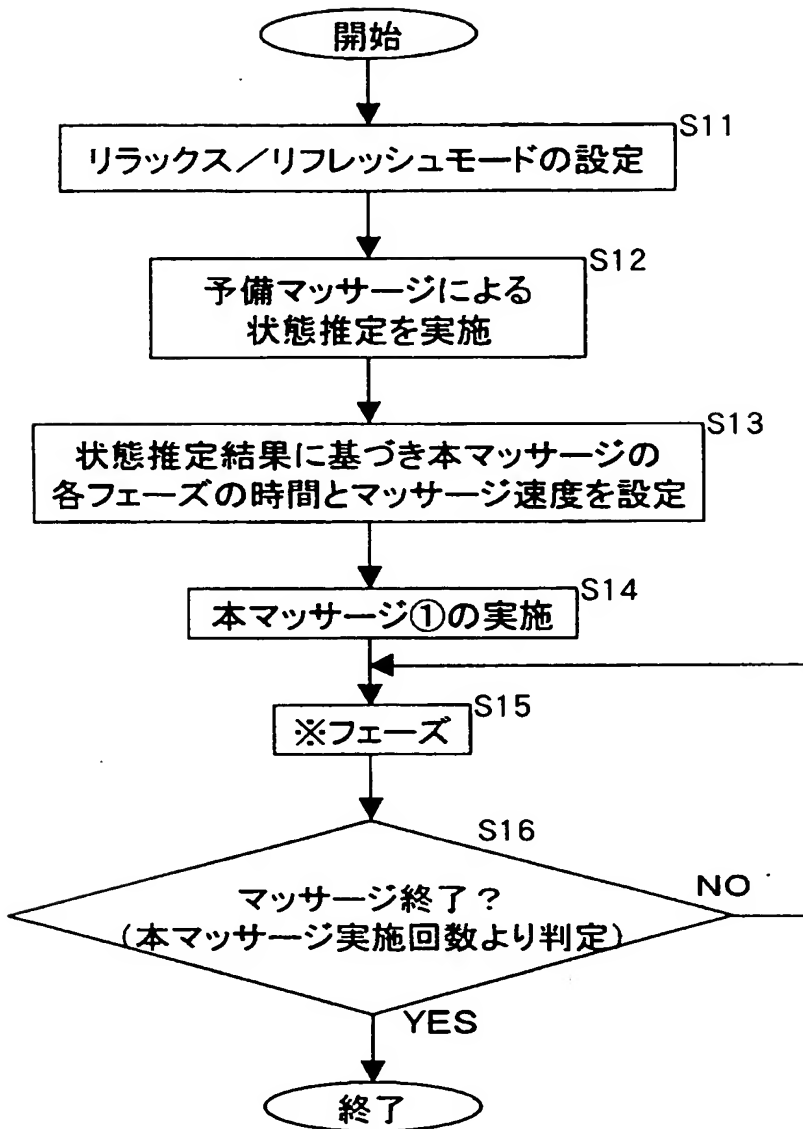 開始
S11
リラックス／リフレッシュモードの設定
S12
予備マッサージによる
状態推定を実施
S13
状態推定結果に基づき本マッサージの
各フェーズの時間とマッサージ速度を設定
S14
本マッサージ①の実施
S15
※フェーズ
S16
マッサージ終了？
(本マッサージ実施回数より判定)
NO
YES
終了